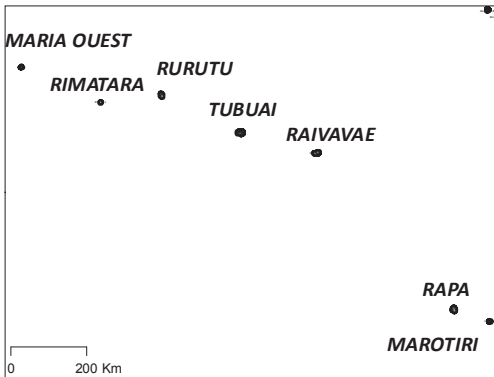 MARIA OUEST
RURUTU
RIMATARA
TUBUAI
RAIVAVAE
RAPA
MAROTIRI
0 200 Km